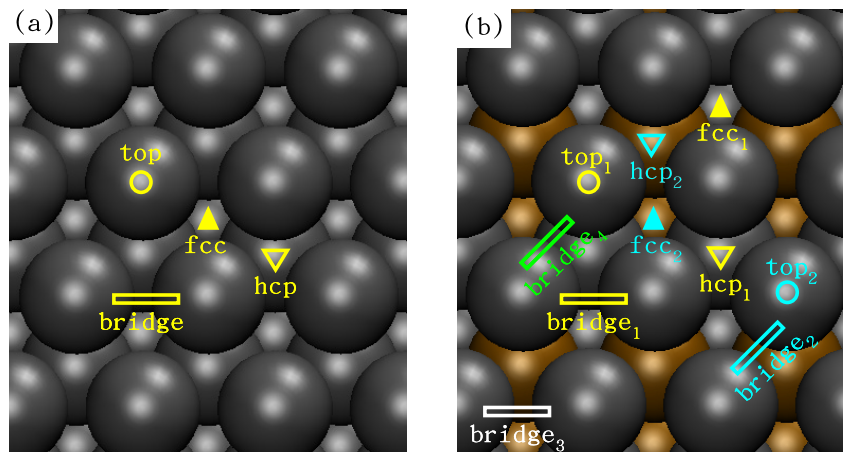 (a)
top
fcc
hcp
bridge
(b)
fcc₁
top₁
hcp₂
fcc₂
bridge₄
hcp₁
top₂
bridge₁
bridge₂
bridge₃